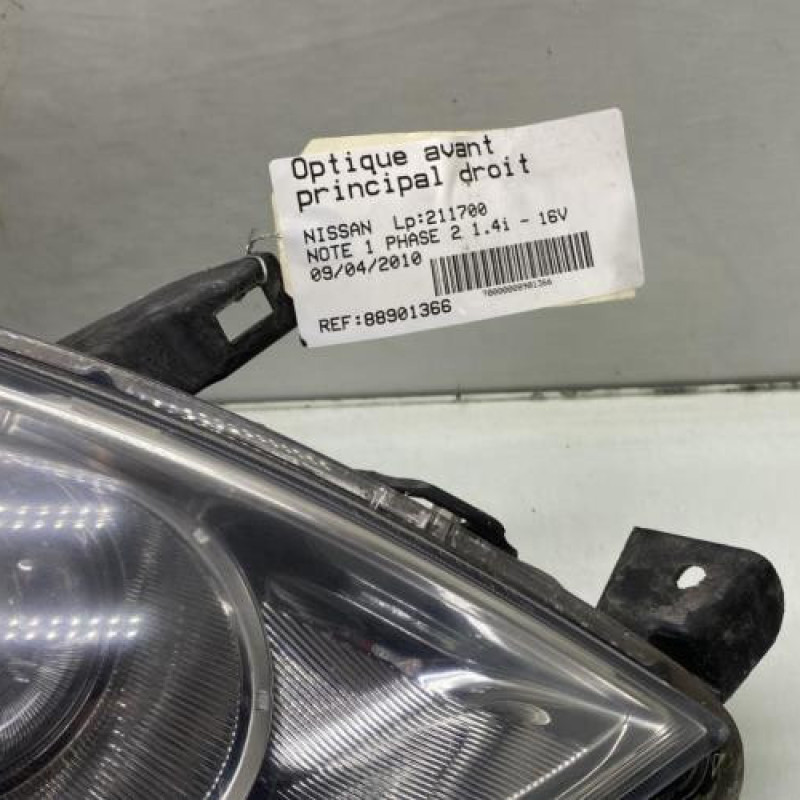 Optique avant
principal droit
NISSAN Lp:211700
NOTE 1 PHASE 2 1.4i - 16V
09/04/2010
REF:88901366